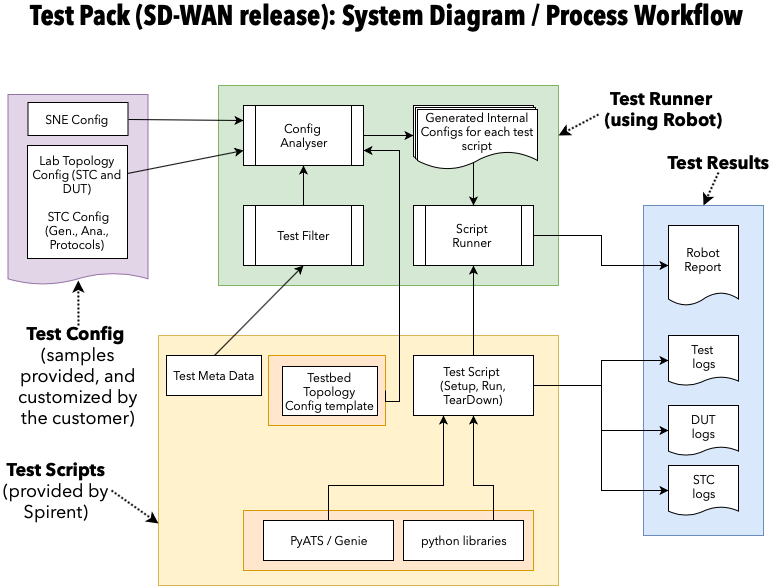 Test Pack (SD-WAN release): System Diagram / Process Workflow
SNE Config
Lab Topology
Config (STC and
DUT)
STC Config
(Gen., Ana.,
Protocols)
Test Config
(samples
provided, and
customized by
the customer)
Config
Analyser
Generated Internal
Configs for each test
script
Test Filter
Script
Runner
Test Runner
(using Robot)
Test Results
Robot
Report
Test
logs
DUT
logs
STC
logs
Test Meta Data
Testbed
Topology
Config template
Test Script
(Setup, Run,
TearDown)
Test Scripts
(provided by
Spirent)
PyATS / Genie
python libraries